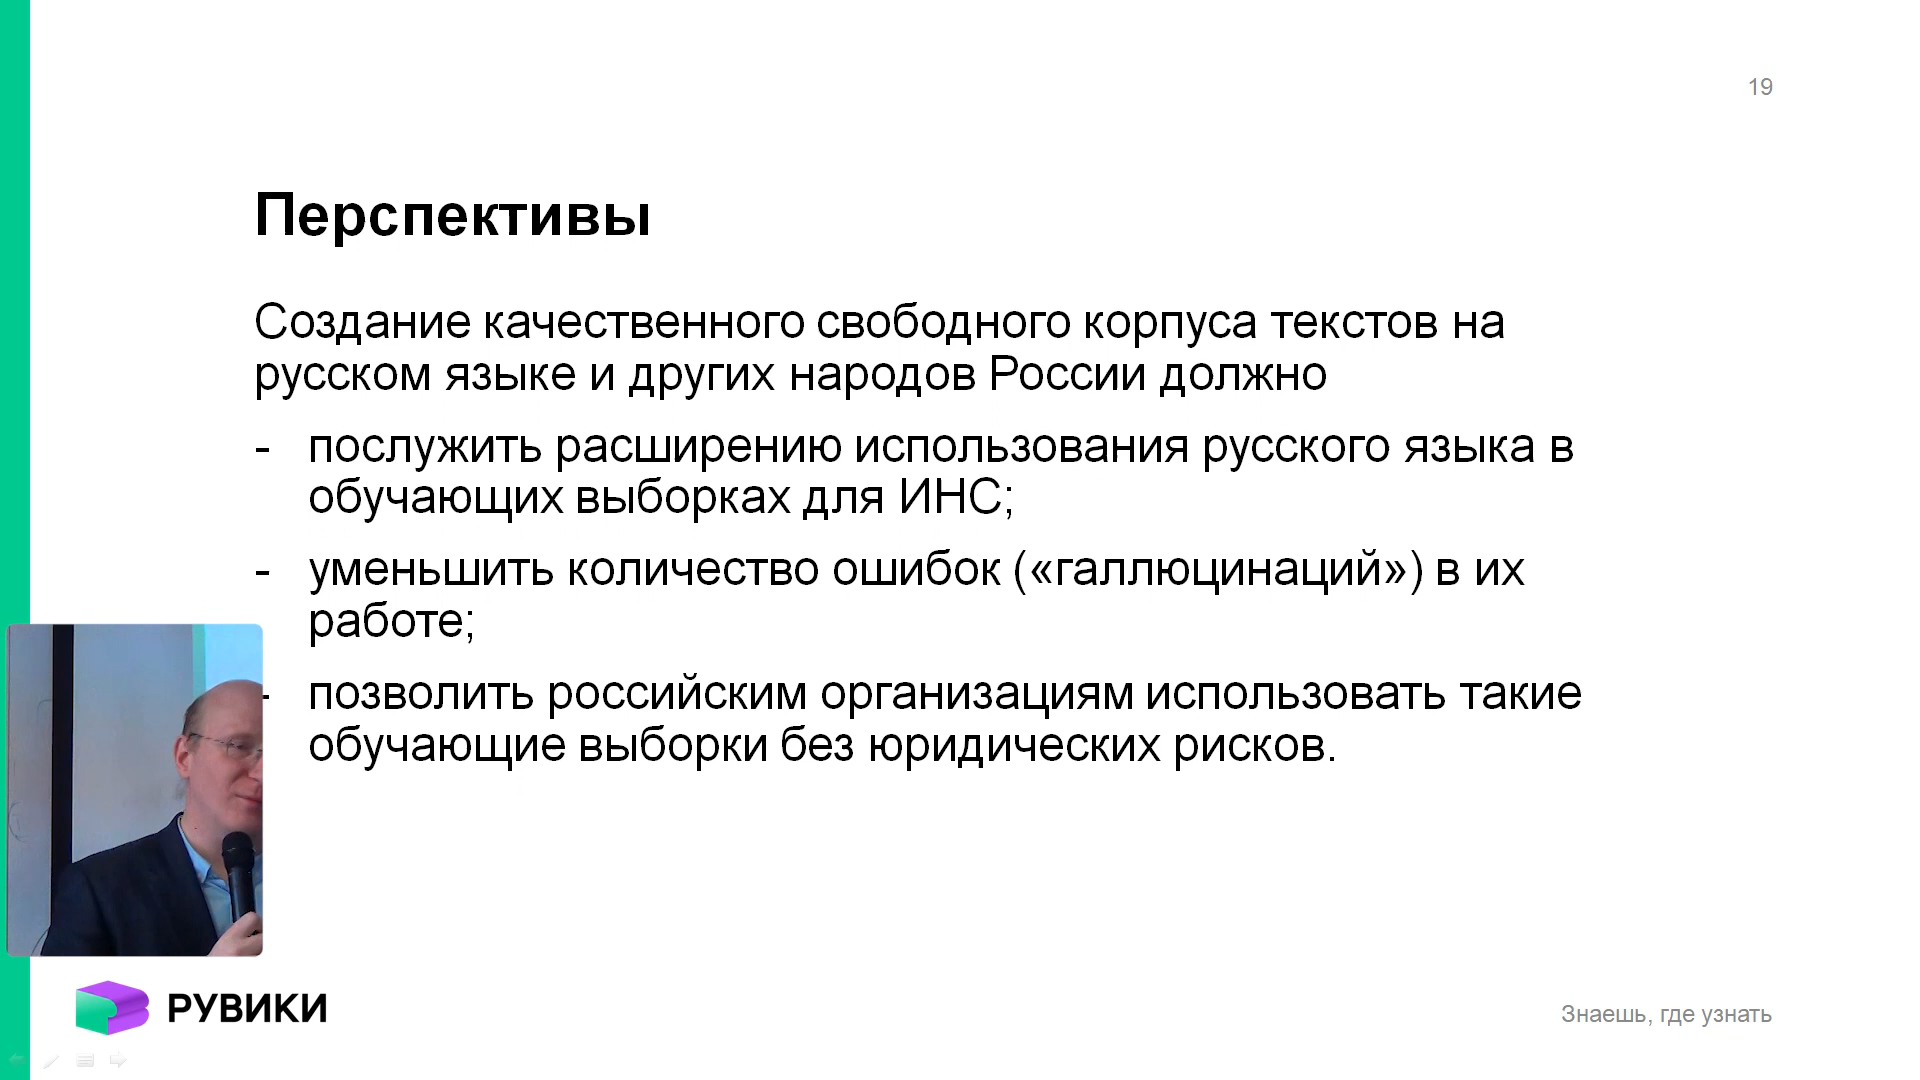 19
Перспективы
Создание качественного свободного корпуса текстов на
русском языке и других народов России должно
- послужить расширению использования русского языка в
обучающих выборках для ИНС;
- уменьшить количество ошибок («галлюцинаций») в их
работе;
- позволить российским организациям использовать такие
обучающие выборки без юридических рисков.
РУВИКИ
Знаешь, где узнать